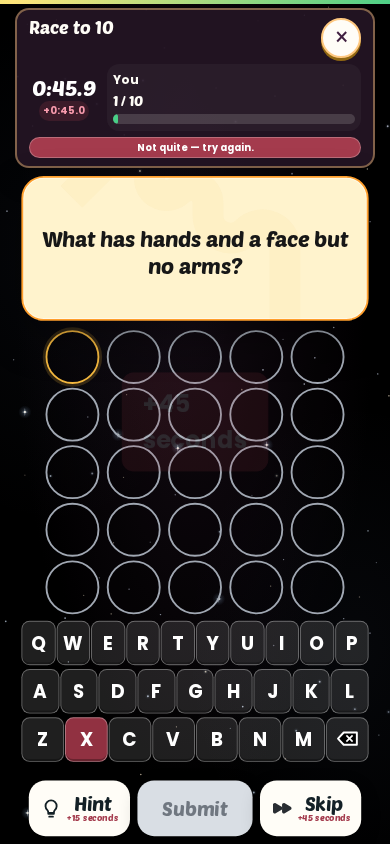 Race to 10
×
0:45.9
+0:45.0
You
1 / 10
Not quite — try again.
What has hands and a face but
no arms?
+45
seconds
Q W E R T Y U I O P
A S D F G H J K L
Z X C V B N M
Hint
+15 seconds
Submit
Skip
+45 seconds